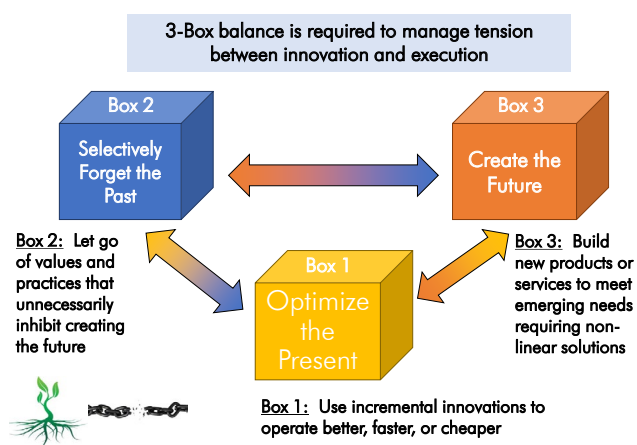 3-Box balance is required to manage tension
between innovation and execution
Box 2
Selectively
Forget the
Past
Box 3
Create the
Future
Box 1
Optimize
the
Present
Box 2: Let go
of values and
practices that
unnecessarily
inhibit creating
the future
Box 3: Build
new products or
services to meet
emerging needs
requiring non-
linear solutions
Box 1: Use incremental innovations to
operate better, faster, or cheaper